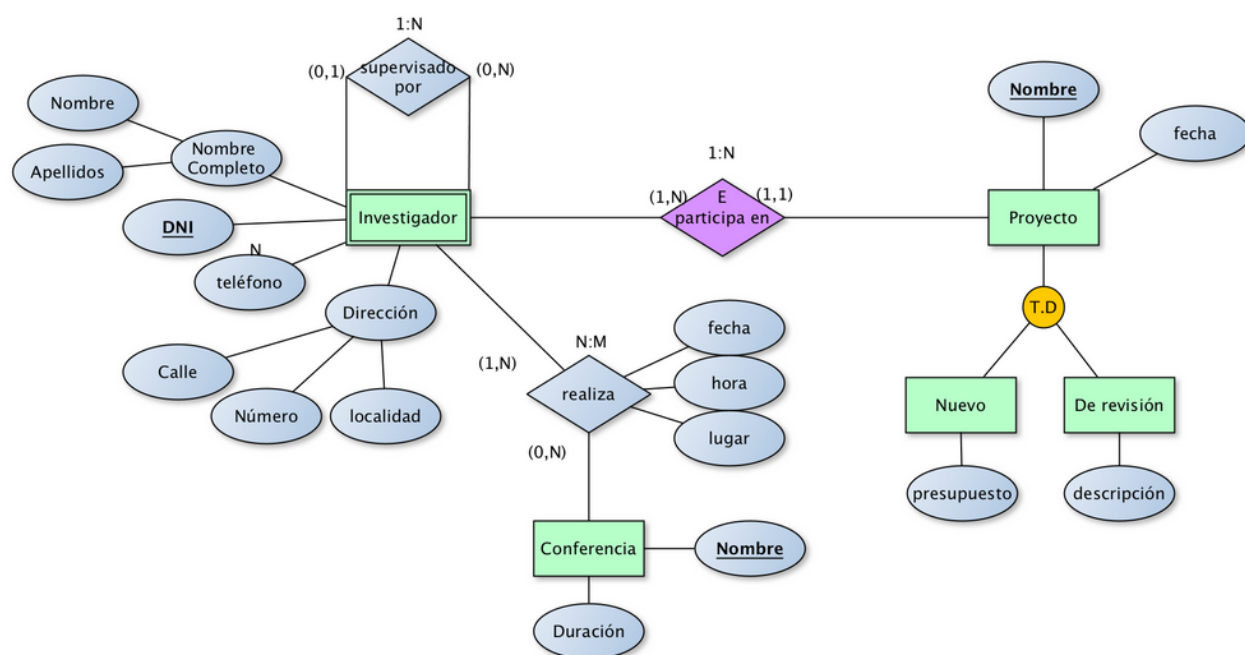 1:N
(0,1)
supervisado
por
(0,N)
Nombre
Apellidos
Nombre
Completo
DNI
N
teléfono
Investigador
Dirección
Calle
Número
localidad
1:N
(1,N)
E
participa en
(1,1)
Nombre
fecha
Proyecto
T.D
Nuevo
De revisión
presupuesto
descripción
N:M
(1,N)
realiza
fecha
hora
lugar
(0,N)
Conferencia
Nombre
Duración